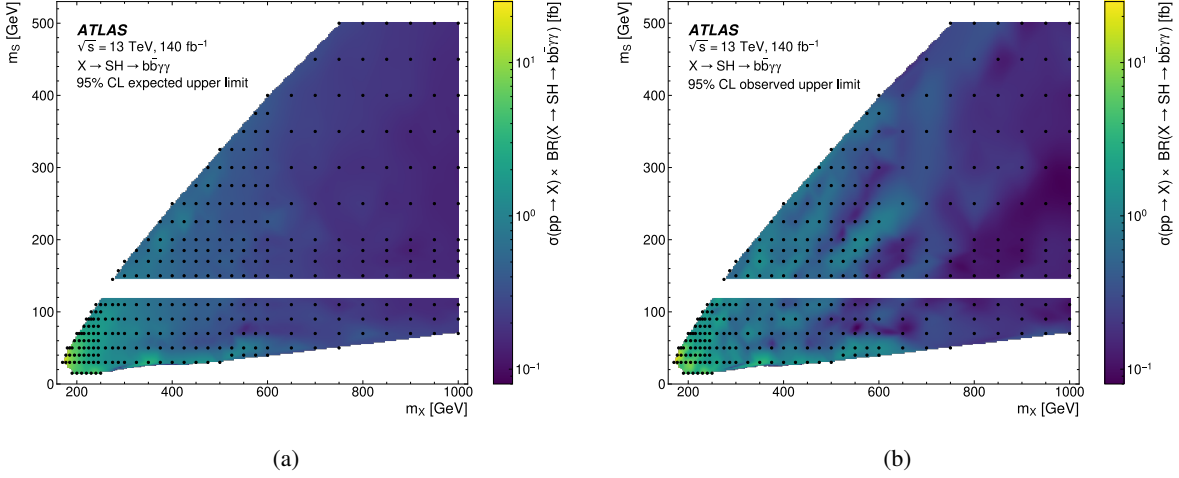 ATLAS
√s = 13 TeV, 140 fb⁻¹
X → SH → bb̄γγ
95% CL expected upper limit
m_S [GeV]
500
400
300
200
100
0
200
300
400
500
600
700
800
900
1000
m_X [GeV]
10¹
10⁰
10⁻¹
σ(pp → X) × BR(X → SH → bb̄γγ) [fb]
(a)
ATLAS
√s = 13 TeV, 140 fb⁻¹
X → SH → bb̄γγ
95% CL observed upper limit
m_S [GeV]
500
400
300
200
100
0
200
400
600
800
1000
m_X [GeV]
10¹
10⁰
10⁻¹
σ(pp → X) × BR(X → SH → bb̄γγ) [fb]
(b)